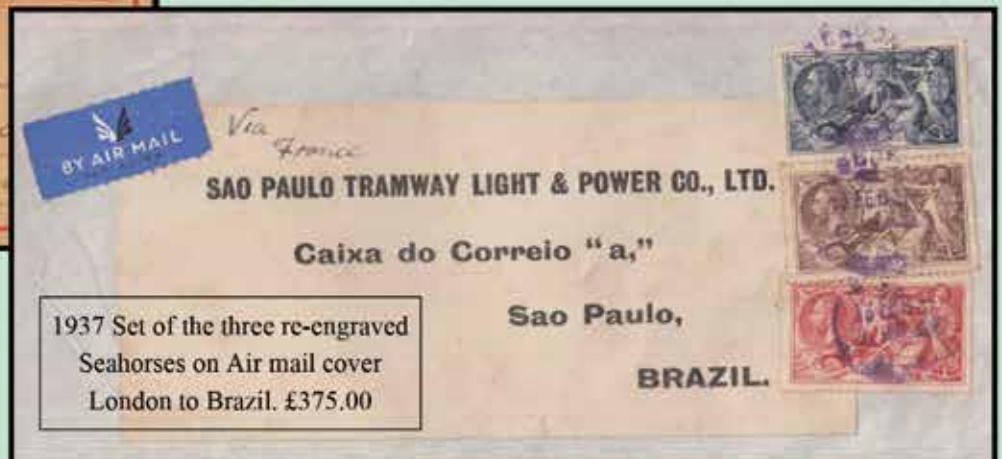 BY AIR MAIL
Via
France
SAO PAULO TRAMWAY LIGHT & POWER CO., LTD.
Caixa do Correio "a,"
Sao Paulo,
BRAZIL.
1937 Set of the three re-engraved
Seahorses on Air mail cover
London to Brazil. £375.00